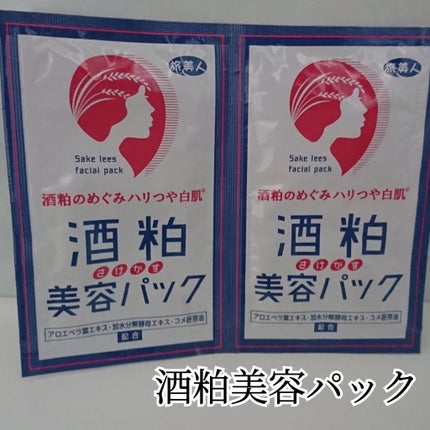 旅美人
Sake lees
facial pack
酒粕のめぐみハリつや白肌※
酒粕
さけかす
美容パック
アロエベラ葉エキス・加水分解酵母エキス・コメ胚芽油
配合
旅美人
Sake lees
facial pack
酒粕のめぐみハリつや白肌※
酒粕
さけかす
美容パック
アロエベラ葉エキス・加水分解酵母エキス・コメ胚芽油
配合
酒粕美容パック